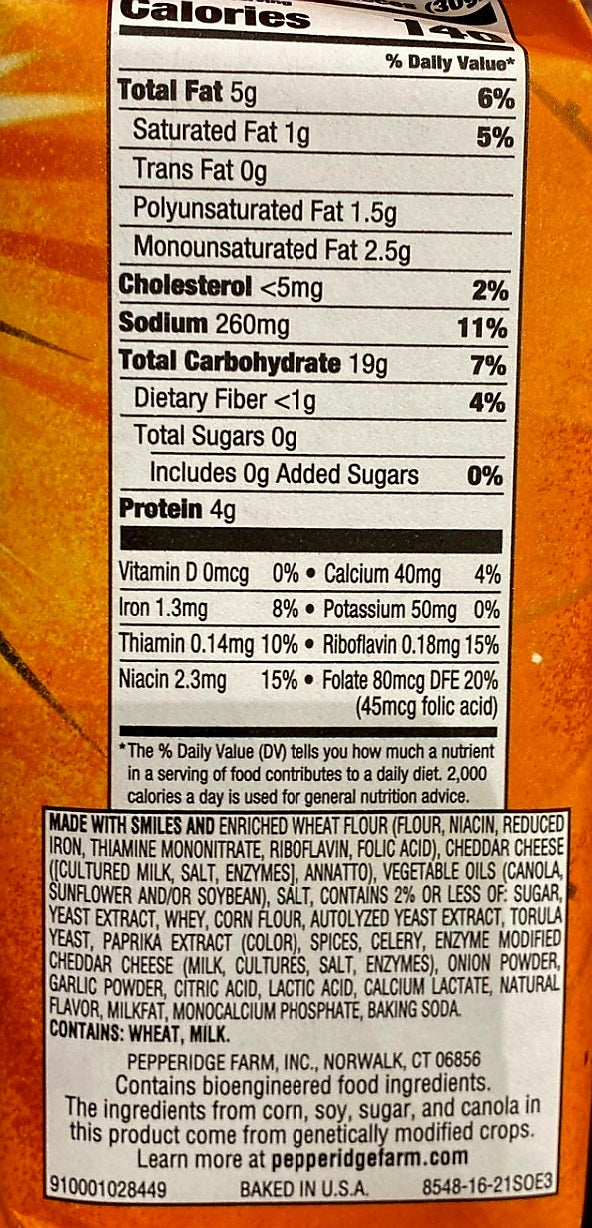 (30g)
Calories 140
% Daily Value*
Total Fat 5g 6%
Saturated Fat 1g 5%
Trans Fat 0g
Polyunsaturated Fat 1.5g
Monounsaturated Fat 2.5g
Cholesterol <5mg 2%
Sodium 260mg 11%
Total Carbohydrate 19g 7%
Dietary Fiber <1g 4%
Total Sugars 0g
Includes 0g Added Sugars 0%
Protein 4g
Vitamin D 0mcg 0% • Calcium 40mg 4%
Iron 1.3mg 8% • Potassium 50mg 0%
Thiamin 0.14mg 10% • Riboflavin 0.18mg 15%
Niacin 2.3mg 15% • Folate 80mcg DFE 20%
(45mcg folic acid)
*The % Daily Value (DV) tells you how much a nutrient
in a serving of food contributes to a daily diet. 2,000
calories a day is used for general nutrition advice.
MADE WITH SMILES AND ENRICHED WHEAT FLOUR (FLOUR, NIACIN, REDUCED
IRON, THIAMINE MONONITRATE, RIBOFLAVIN, FOLIC ACID), CHEDDAR CHEESE
([CULTURED MILK, SALT, ENZYMES], ANNATTO), VEGETABLE OILS (CANOLA,
SUNFLOWER AND/OR SOYBEAN), SALT, CONTAINS 2% OR LESS OF: SUGAR,
YEAST EXTRACT, WHEY, CORN FLOUR, AUTOLYZED YEAST EXTRACT, TORULA
YEAST, PAPRIKA EXTRACT (COLOR), SPICES, CELERY, ENZYME MODIFIED
CHEDDAR CHEESE (MILK, CULTURES, SALT, ENZYMES), ONION POWDER,
GARLIC POWDER, CITRIC ACID, LACTIC ACID, CALCIUM LACTATE, NATURAL
FLAVOR, MILKFAT, MONOCALCIUM PHOSPHATE, BAKING SODA.
CONTAINS: WHEAT, MILK.
PEPPERIDGE FARM, INC., NORWALK, CT 06856
Contains bioengineered food ingredients.
The ingredients from corn, soy, sugar, and canola in
this product come from genetically modified crops.
Learn more at pepperidgefarm.com
910001028449 BAKED IN U.S.A. 8548-16-21SOE3